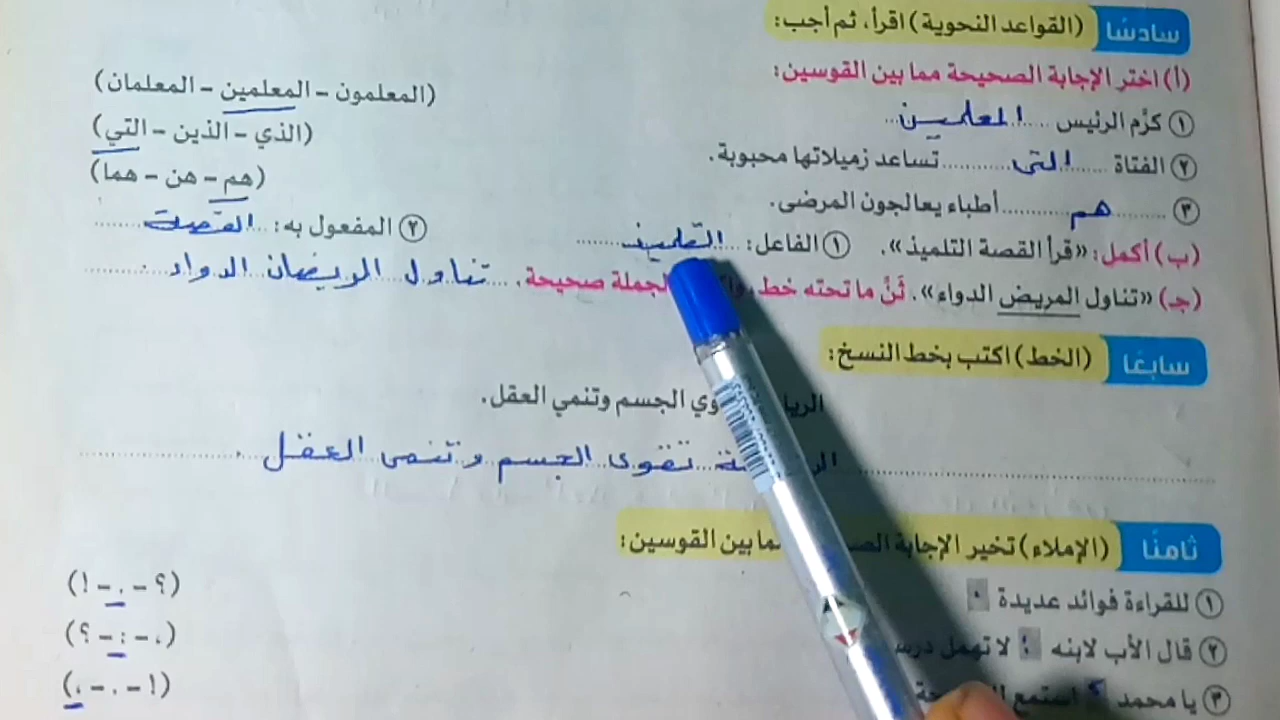 سادسًا (القواعد النحوية) اقرأ، ثم أجب:
(أ) اختر الإجابة الصحيحة مما بين القوسين:
① كرَّم الرئيس المعلمين (المعلمون – المعلمين – المعلمان)
② الفتاة التى تساعد زميلاتها محبوبة. (الذي – الذين – التي)
③ هم أطباء يعالجون المرضى. (هم – هن – هما)
(ب) أكمل: «قرأ القصة التلميذ». ① الفاعل: التلميذ ② المفعول به: القصة
(جـ) «تناول المريض الدواء». ثَنِّ ما تحته خط الجملة صحيحة. تناول المريضان الدواء
سابعًا (الخط) اكتب بخط النسخ:
الجسم وتنمي العقل.
تقوى الجسم وتنمى العقل
ثامنًا (الإملاء) تخير الإجابة مما بين القوسين:
① للقراءة فوائد عديدة . (؟ – . – !)
② قال الأب لابنه : لا تهمل (، – : – ؟)
③ يا محمد ، استمع (! – . – ،)